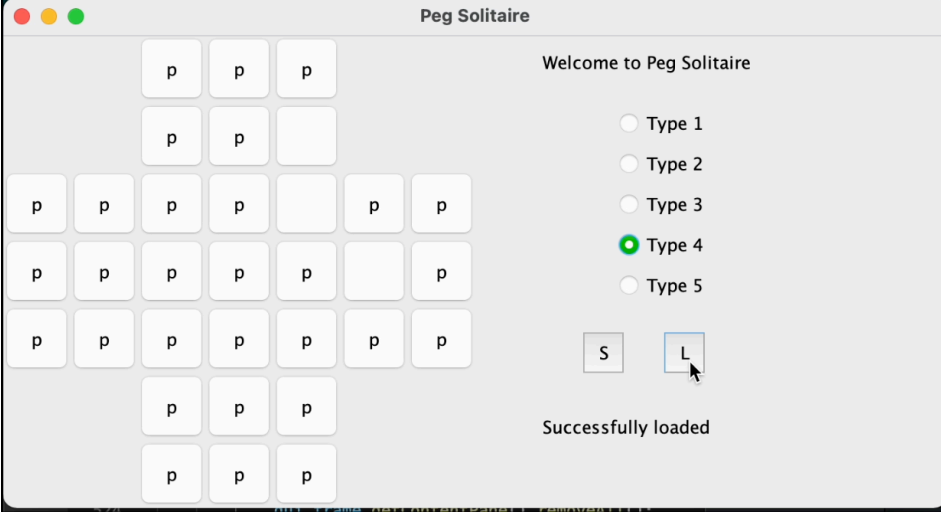 Peg Solitaire
p p p
Welcome to Peg Solitaire
p p
Type 1
Type 2
p p p p p p
Type 3
p p p p p p
Type 4
Type 5
p p p p p p p
S L
p p p
Successfully loaded
p p p